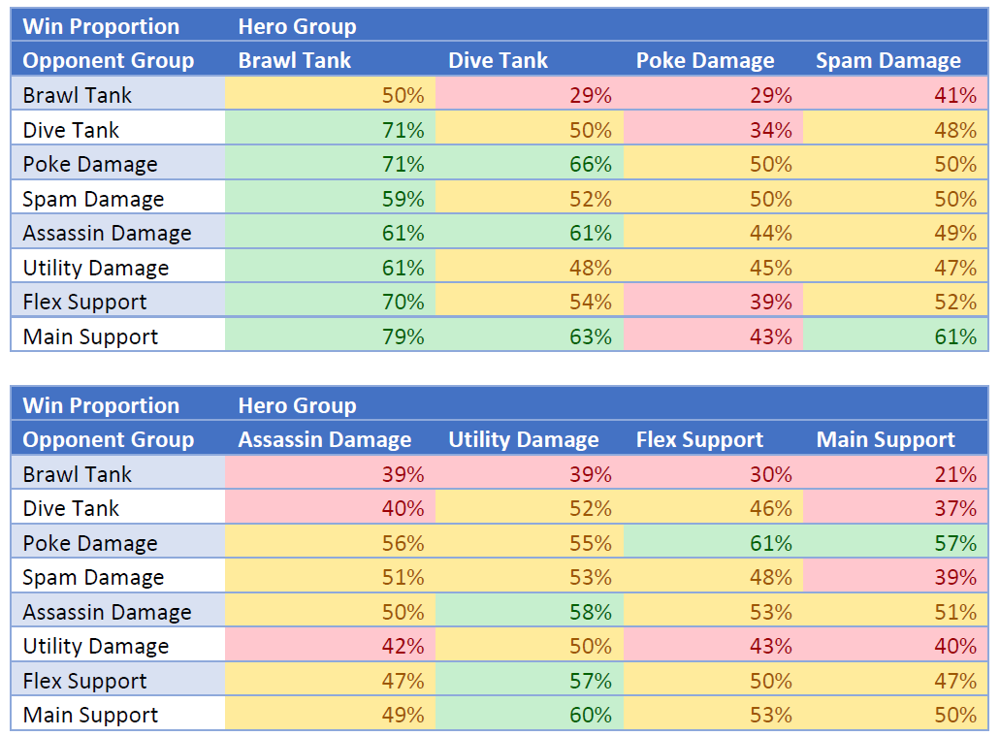 Win Proportion Hero Group
Opponent Group Brawl Tank Dive Tank Poke Damage Spam Damage
Brawl Tank 50% 29% 29% 41%
Dive Tank 71% 50% 34% 48%
Poke Damage 71% 66% 50% 50%
Spam Damage 59% 52% 50% 50%
Assassin Damage 61% 61% 44% 49%
Utility Damage 61% 48% 45% 47%
Flex Support 70% 54% 39% 52%
Main Support 79% 63% 43% 61%
Win Proportion Hero Group
Opponent Group Assassin Damage Utility Damage Flex Support Main Support
Brawl Tank 39% 39% 30% 21%
Dive Tank 40% 52% 46% 37%
Poke Damage 56% 55% 61% 57%
Spam Damage 51% 53% 48% 39%
Assassin Damage 50% 58% 53% 51%
Utility Damage 42% 50% 43% 40%
Flex Support 47% 57% 50% 47%
Main Support 49% 60% 53% 50%